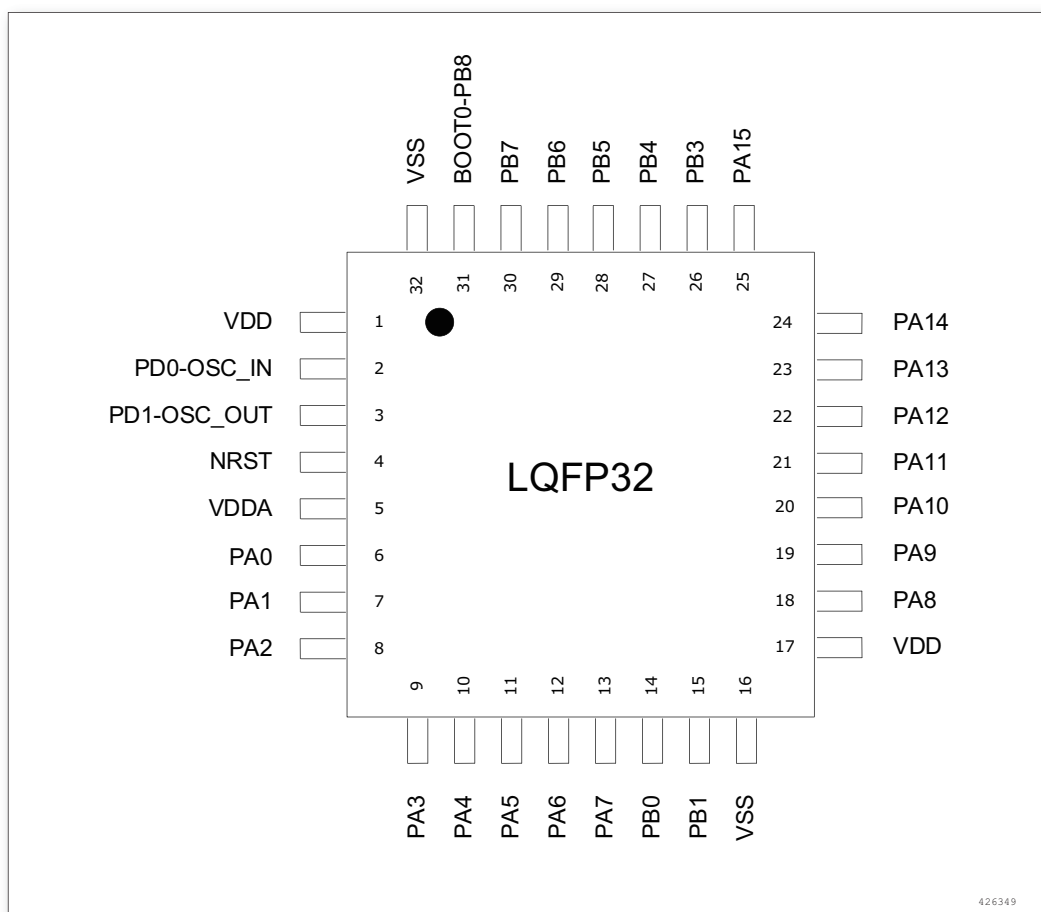 VSS
BOOT0-PB8
PB7
PB6
PB5
PB4
PB3
PA15
32
31
30
29
28
27
26
25
VDD 1
PD0-OSC_IN 2
PD1-OSC_OUT 3
NRST 4
VDDA 5
PA0 6
PA1 7
PA2 8
LQFP32
24 PA14
23 PA13
22 PA12
21 PA11
20 PA10
19 PA9
18 PA8
17 VDD
9
10
11
12
13
14
15
16
PA3
PA4
PA5
PA6
PA7
PB0
PB1
VSS
426349